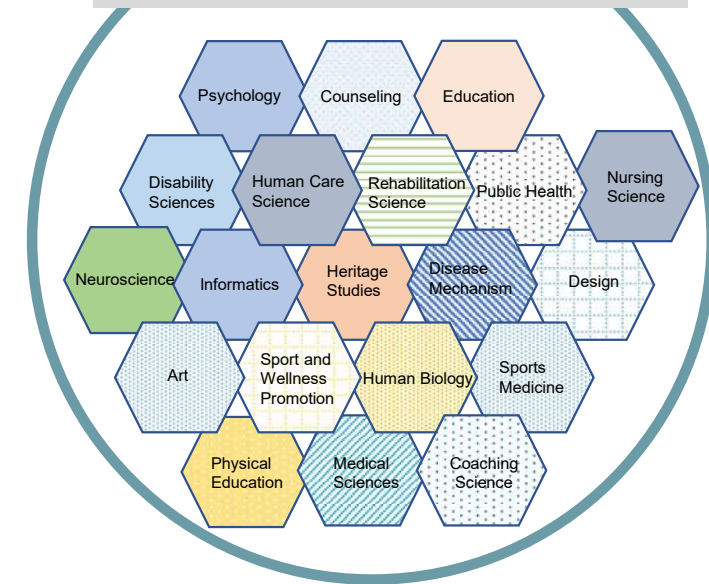 Psychology
Counseling
Education
Disability
Sciences
Human Care
Science
Rehabilitation
Science
Public Health
Nursing
Science
Neuroscience
Informatics
Heritage
Studies
Disease
Mechanism
Design
Art
Sport and
Wellness
Promotion
Human Biology
Sports
Medicine
Physical
Education
Medical
Sciences
Coaching
Science